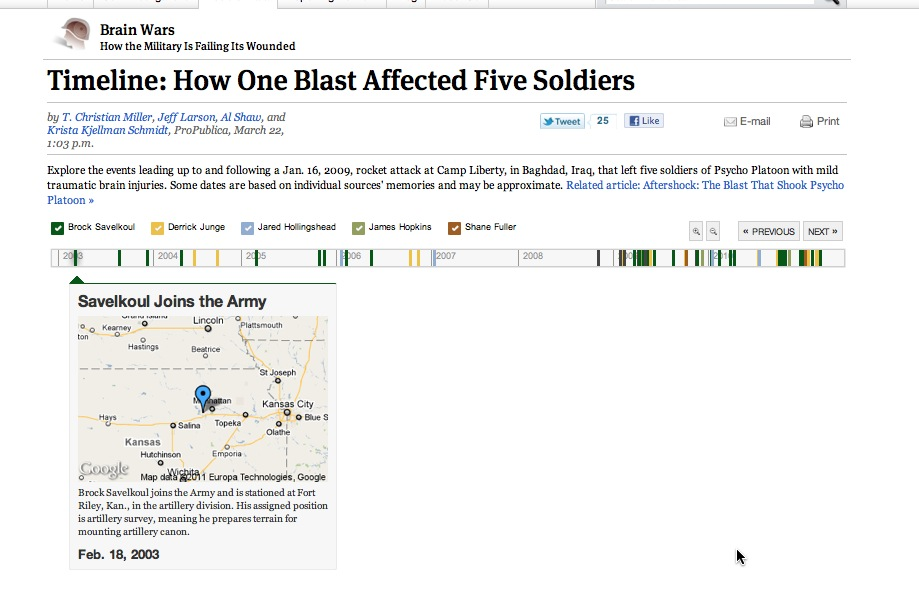 Brain Wars
How the Military Is Failing Its Wounded
Timeline: How One Blast Affected Five Soldiers
by T. Christian Miller, Jeff Larson, Al Shaw, and
Krista Kjellman Schmidt, ProPublica, March 22,
1:03 p.m.
Tweet 25 Like E-mail Print
Explore the events leading up to and following a Jan. 16, 2009, rocket attack at Camp Liberty, in Baghdad, Iraq, that left five soldiers of Psycho Platoon with mild
traumatic brain injuries. Some dates are based on individual sources' memories and may be approximate. Related article: Aftershock: The Blast That Shook Psycho
Platoon »
Brock Savelkoul Derrick Junge Jared Hollingshead James Hopkins Shane Fuller
« PREVIOUS NEXT »
2003 2004 2005 2006 2007 2008 2009 2010
Savelkoul Joins the Army
Grand Island
Lincoln
Plattsmouth
Kearney
ton
Hastings
Beatrice
St Joseph
Manhattan
Kansas City
Hays
Salina
Topeka
Blue S
Olathe
Kansas
Hutchinson
Emporia
Wichita
Google
Map data ©2011 Europa Technologies, Google
Brock Savelkoul joins the Army and is stationed at Fort
Riley, Kan., in the artillery division. His assigned position
is artillery survey, meaning he prepares terrain for
mounting artillery canon.
Feb. 18, 2003